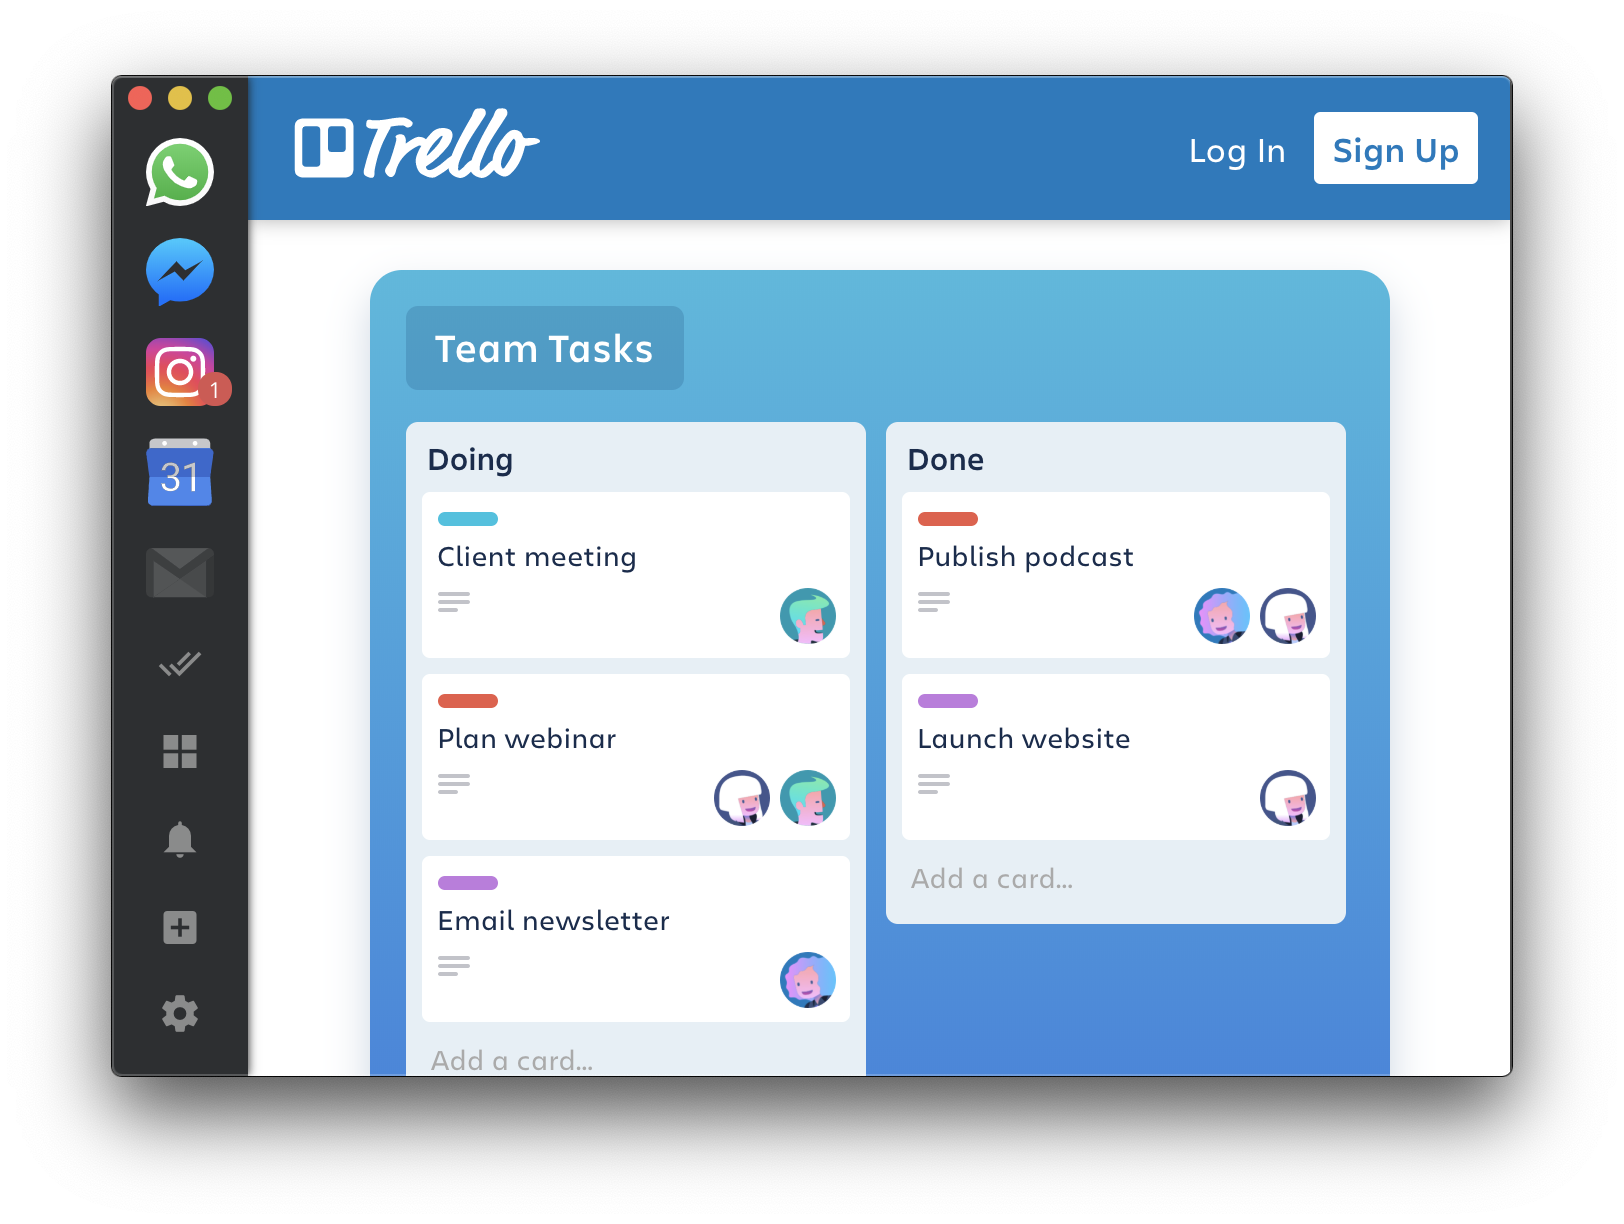 Trello
Log In
Sign Up
1
31
Team Tasks
Doing
Client meeting
Plan webinar
Email newsletter
Add a card...
Done
Publish podcast
Launch website
Add a card...